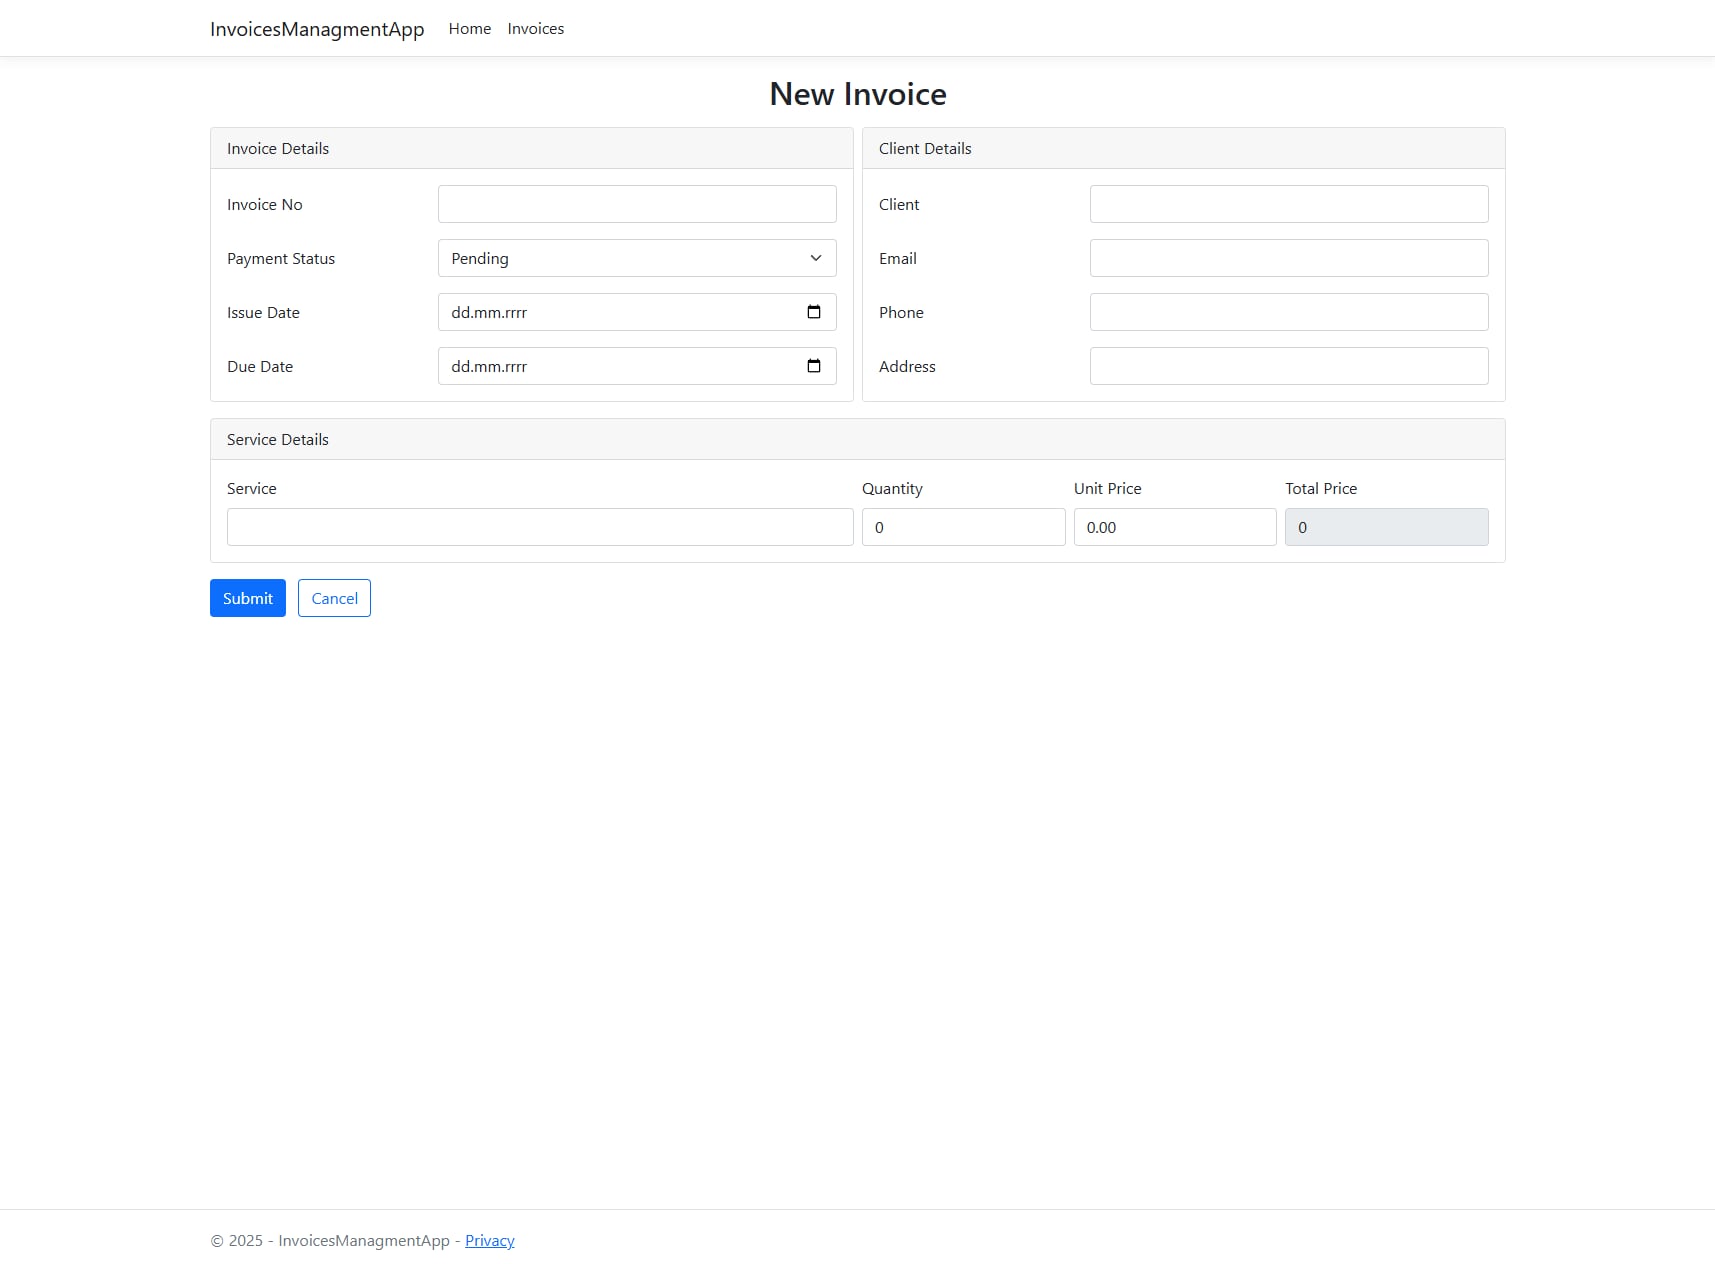 InvoicesManagmentApp Home Invoices
New Invoice
Invoice Details
Invoice No
Payment Status Pending
Issue Date dd.mm.rrrr
Due Date dd.mm.rrrr
Client Details
Client
Email
Phone
Address
Service Details
Service Quantity Unit Price Total Price
0 0.00 0
Submit Cancel
© 2025 - InvoicesManagmentApp - Privacy